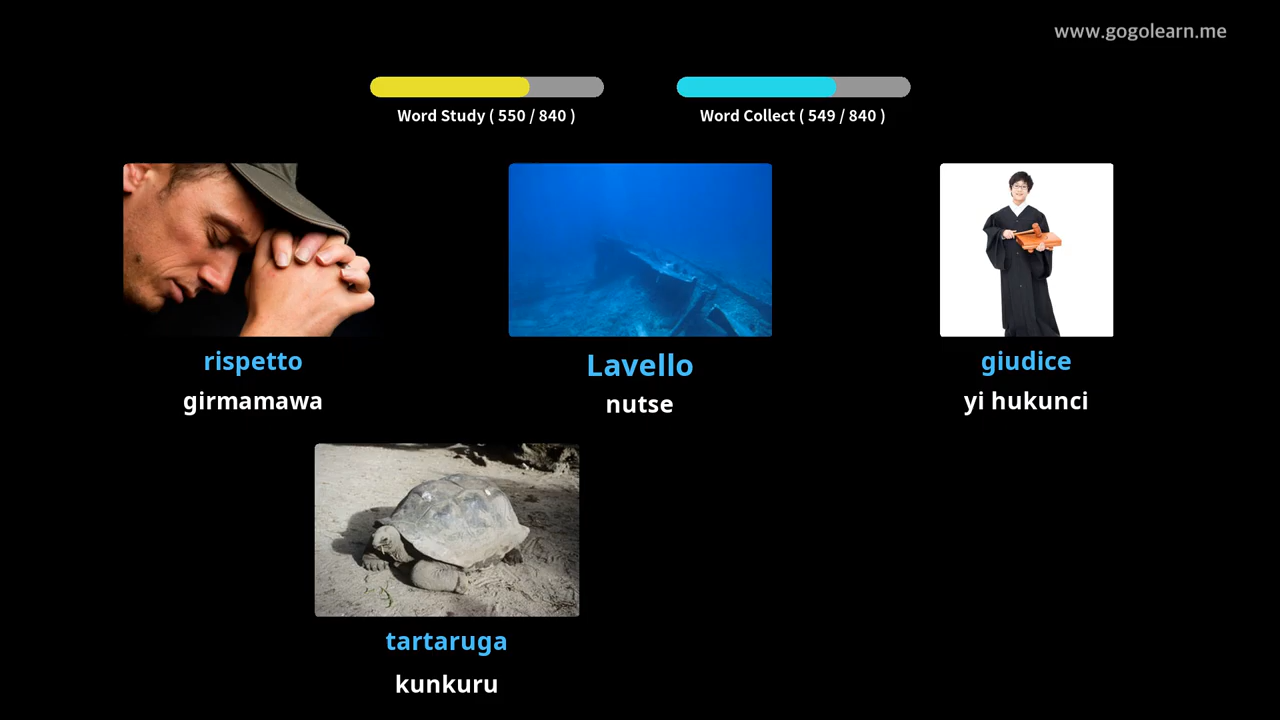 www.gogolearn.me
Word Study ( 550 / 840 )
Word Collect ( 549 / 840 )
rispetto
girmamawa
Lavello
nutse
giudice
yi hukunci
tartaruga
kunkuru